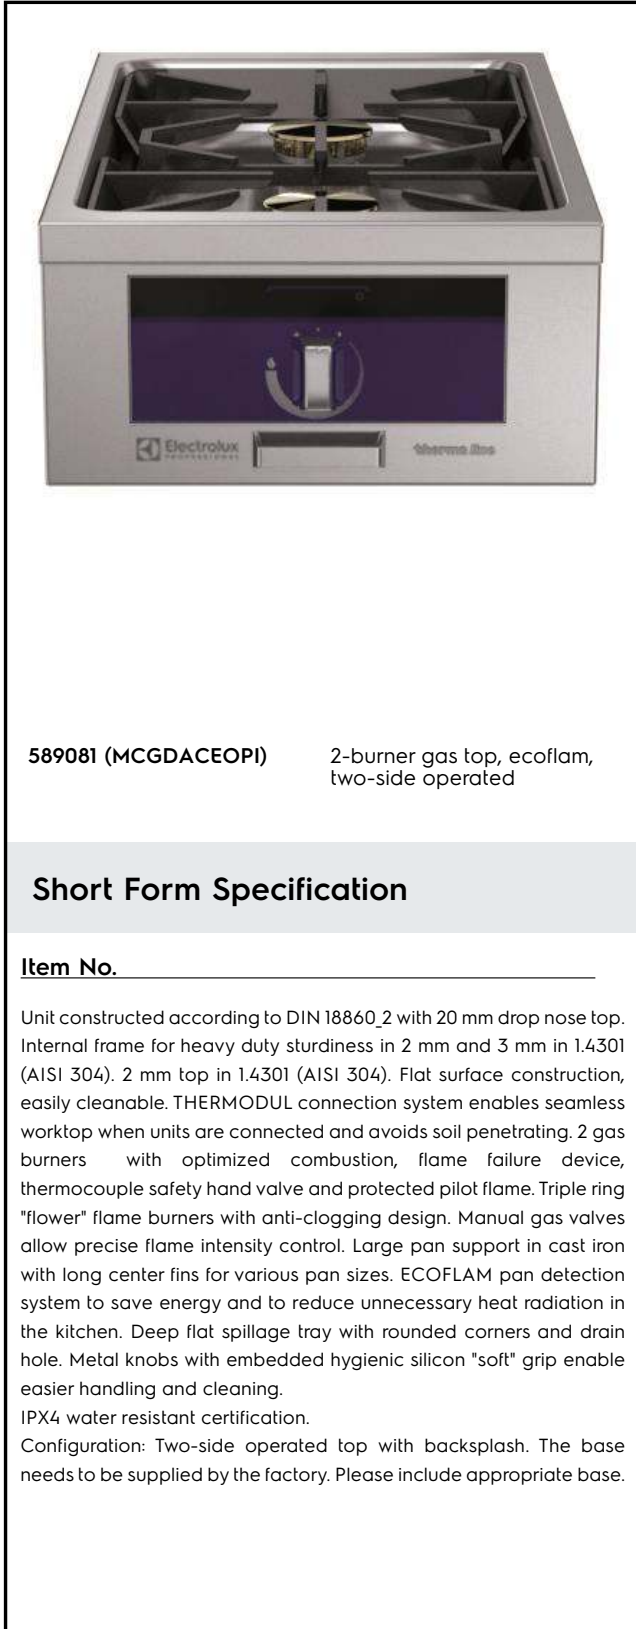 Electrolux
PROFESSIONAL
thermaline
589081 (MCGDACEOPI)
2-burner gas top, ecoflam,
two-side operated
Short Form Specification
Item No.
Unit constructed according to DIN 18860_2 with 20 mm drop nose top.
Internal frame for heavy duty sturdiness in 2 mm and 3 mm in 1.4301
(AISI 304). 2 mm top in 1.4301 (AISI 304). Flat surface construction,
easily cleanable. THERMODUL connection system enables seamless
worktop when units are connected and avoids soil penetrating. 2 gas
burners with optimized combustion, flame failure device,
thermocouple safety hand valve and protected pilot flame. Triple ring
"flower" flame burners with anti-clogging design. Manual gas valves
allow precise flame intensity control. Large pan support in cast iron
with long center fins for various pan sizes. ECOFLAM pan detection
system to save energy and to reduce unnecessary heat radiation in
the kitchen. Deep flat spillage tray with rounded corners and drain
hole. Metal knobs with embedded hygienic silicon "soft" grip enable
easier handling and cleaning.
IPX4 water resistant certification.
Configuration: Two-side operated top with backsplash. The base
needs to be supplied by the factory. Please include appropriate base.